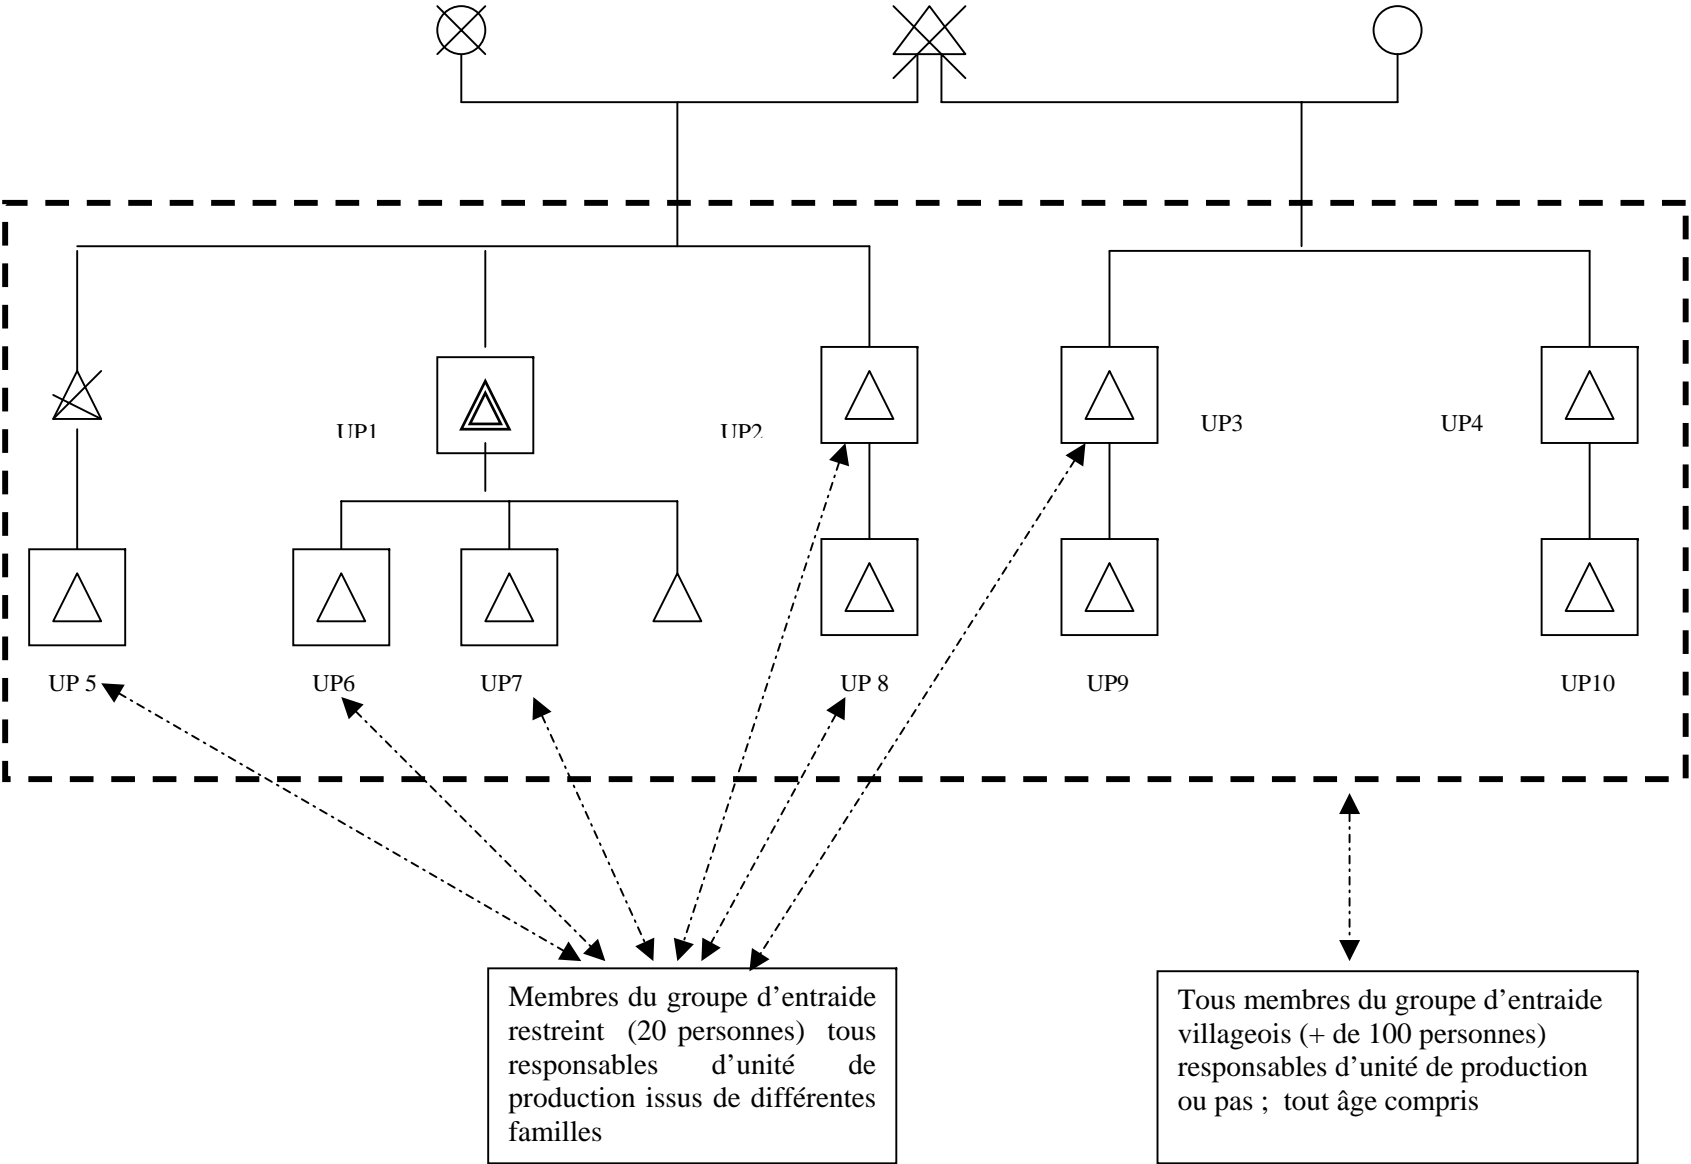 UP1
UP2
UP3
UP4
UP 5
UP6
UP7
UP 8
UP9
UP10
Membres du groupe d’entraide
restreint (20 personnes) tous
responsables d’unité de
production issus de différentes
familles
Tous membres du groupe d’entraide
villageois (+ de 100 personnes)
responsables d’unité de production
ou pas ; tout âge compris